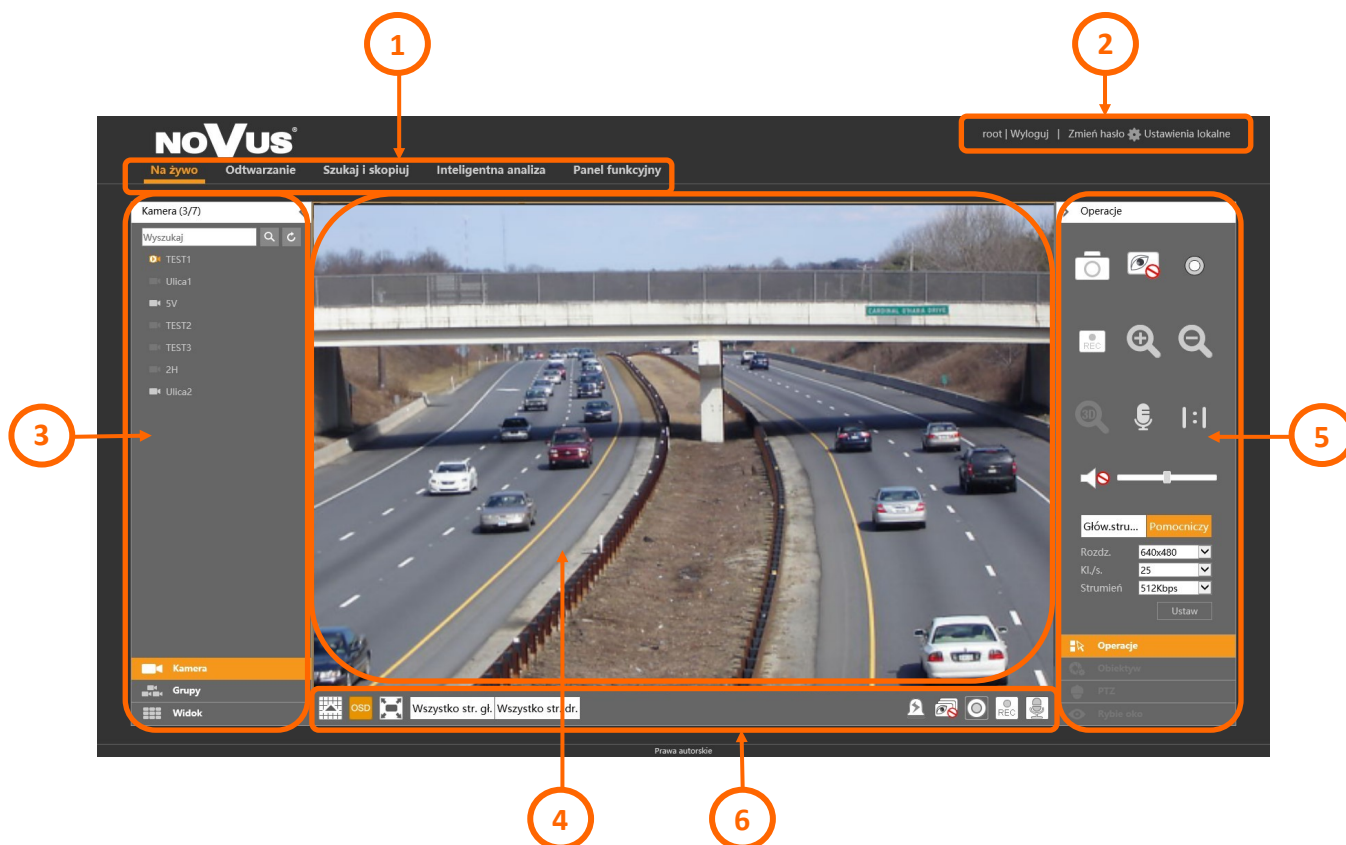 1
2
NOVUS®
root | Wyloguj | Zmień hasło Ustawienia lokalne
Na żywo Odtwarzanie Szukaj i skopiuj Inteligentna analiza Panel funkcyjny
Kamera (3/7)
Wyszukaj
TEST1
Ulica1
5V
TEST2
TEST3
2H
Ulica2
3
Kamera
Grupy
Widok
CARDINAL O'HARA DRIVE
OSD
Wszystko str. gł. Wszystko str. dr.
REC
Operacje
REC
3D
1:1
5
Głów.stru... Pomocniczy
Rozdz. 640x480
Kl./s. 25
Strumień 512Kbps
Ustaw
Operacje
Obiektyw
PTZ
Rybie oko
Prawa autorskie
4
6